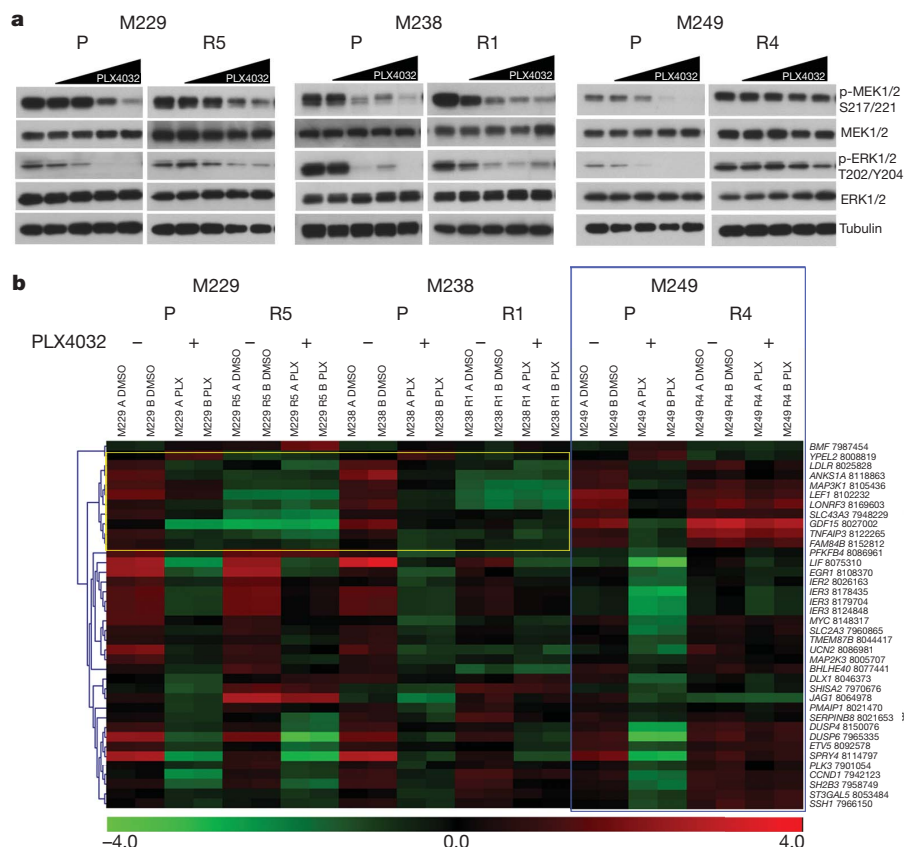 a
M229 M238 M249
P R5 P R1 P R4
PLX4032 PLX4032 PLX4032 PLX4032 PLX4032 PLX4032
p-MEK1/2
S217/221
MEK1/2
p-ERK1/2
T202/Y204
ERK1/2
Tubulin
b
M229 M238 M249
P R5 P R1 P R4
PLX4032 – + – + – + – + – + – +
M229 A DMSO
M229 B DMSO
M229 A PLX
M229 B PLX
M229 R5 A DMSO
M229 R5 B DMSO
M229 R5 A PLX
M229 R5 B PLX
M238 A DMSO
M238 B DMSO
M238 A PLX
M238 B PLX
M238 R1 A DMSO
M238 R1 B DMSO
M238 R1 A PLX
M238 R1 B PLX
M249 A DMSO
M249 B DMSO
M249 A PLX
M249 B PLX
M249 R4 A DMSO
M249 R4 B DMSO
M249 R4 A PLX
M249 R4 B PLX
BMF 7987454
YPEL2 8008819
LDLR 8025828
ANKS1A 8118863
MAP3K1 8105436
LEF1 8102232
LONRF3 8169603
SLC43A3 7948229
GDF15 8027002
TNFAIP3 8122265
FAM84B 8152812
PFKFB4 8086961
LIF 8075310
EGR1 8108370
IER2 8026163
IER3 8178435
IER3 8179704
IER3 8124848
MYC 8148317
SLC2A3 7960865
TMEM87B 8044417
UCN2 8086981
MAP2K3 8005707
BHLHE40 8077441
DLX1 8046373
SHISA2 7970676
JAG1 8064978
PMAIP1 8021470
SERPINB8 8021653
DUSP4 8150076
DUSP6 7965335
ETV5 8092578
SPRY4 8114797
PLK3 7901054
CCND1 7942123
SH2B3 7958749
ST3GAL5 8053484
SSH1 7966150
–4.0 0.0 4.0